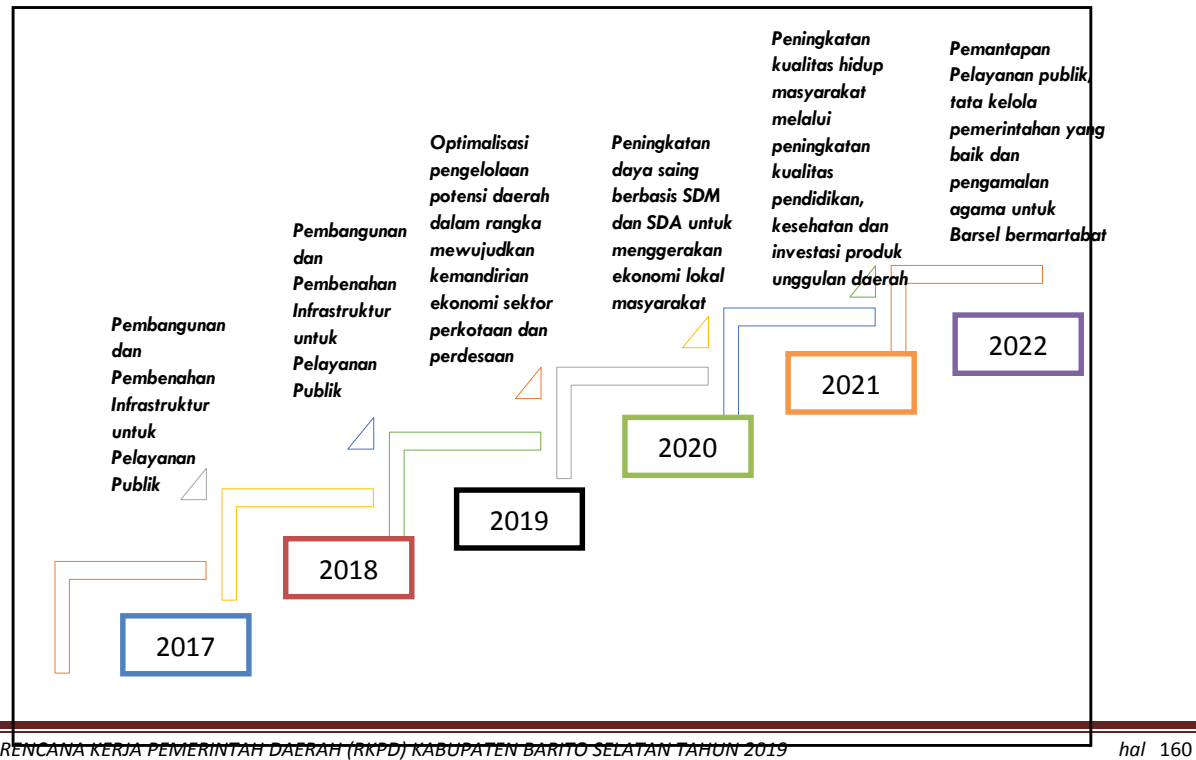 Pembangunan
dan
Pembenahan
Infrastruktur
untuk
Pelayanan
Publik
2017
Pembangunan
dan
Pembenahan
Infrastruktur
untuk
Pelayanan
Publik
2018
Optimalisasi
pengelolaan
potensi daerah
dalam rangka
mewujudkan
kemandirian
ekonomi sektor
perkotaan dan
perdesaan
2019
Peningkatan
daya saing
berbasis SDM
dan SDA untuk
menggerakan
ekonomi lokal
masyarakat
2020
Peningkatan
kualitas hidup
masyarakat
melalui
peningkatan
kualitas
pendidikan,
kesehatan dan
investasi produk
unggulan daerah
2021
Pemantapan
Pelayanan publik,
tata kelola
pemerintahan yang
baik dan
pengamalan
agama untuk
Barsel bermartabat
2022
RENCANA KERJA PEMERINTAH DAERAH (RKPD) KABUPATEN BARITO SELATAN TAHUN 2019 hal 160